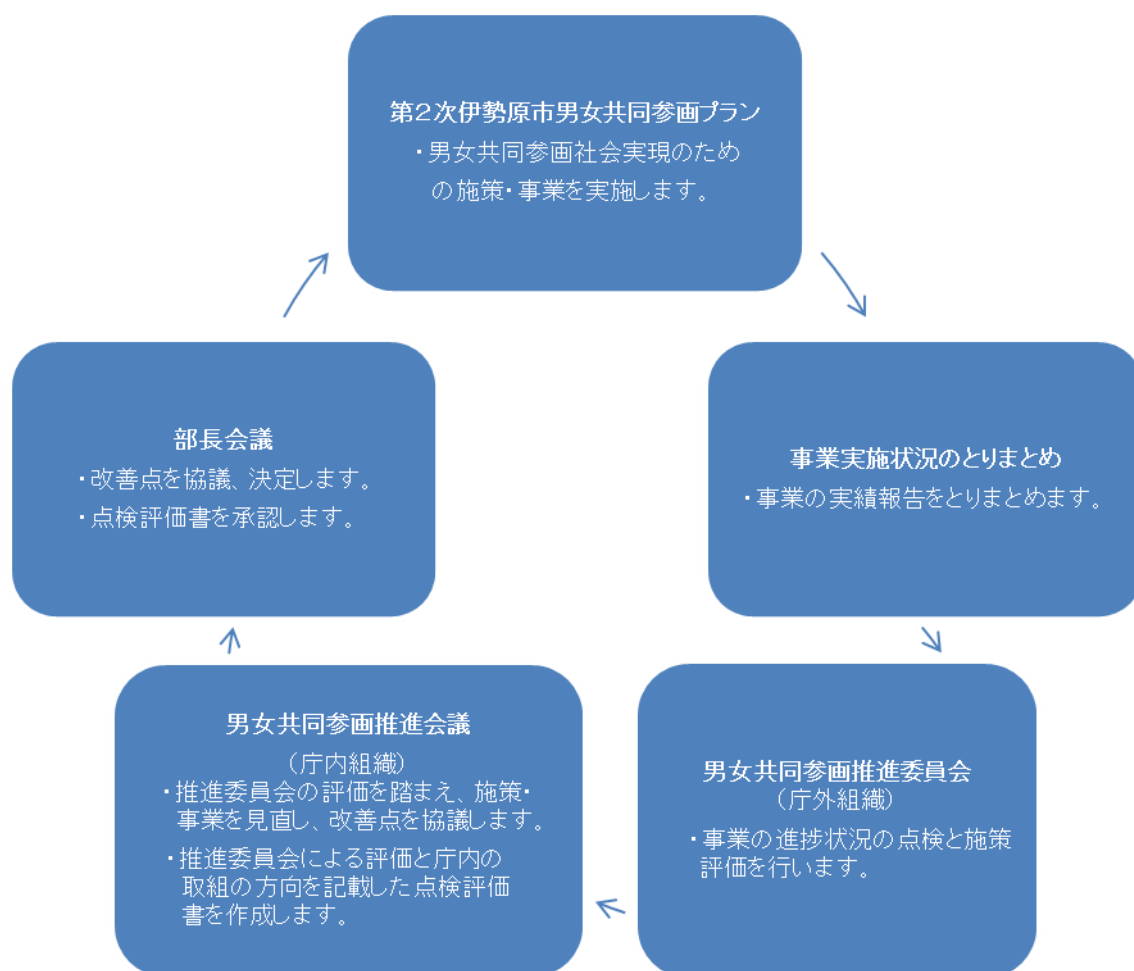 第2次伊勢原市男女共同参画プラン
・男女共同参画社会実現のため
の施策・事業を実施します。
事業実施状況のとりまとめ
・事業の実績報告をとりまとめます。
男女共同参画推進委員会
(庁外組織)
・事業の進捗状況の点検と施策
評価を行います。
男女共同参画推進会議
(庁内組織)
・推進委員会の評価を踏まえ、施策・
事業を見直し、改善点を協議します。
・推進委員会による評価と庁内の
取組の方向を記載した点検評価
書を作成します。
部長会議
・改善点を協議、決定します。
・点検評価書を承認します。